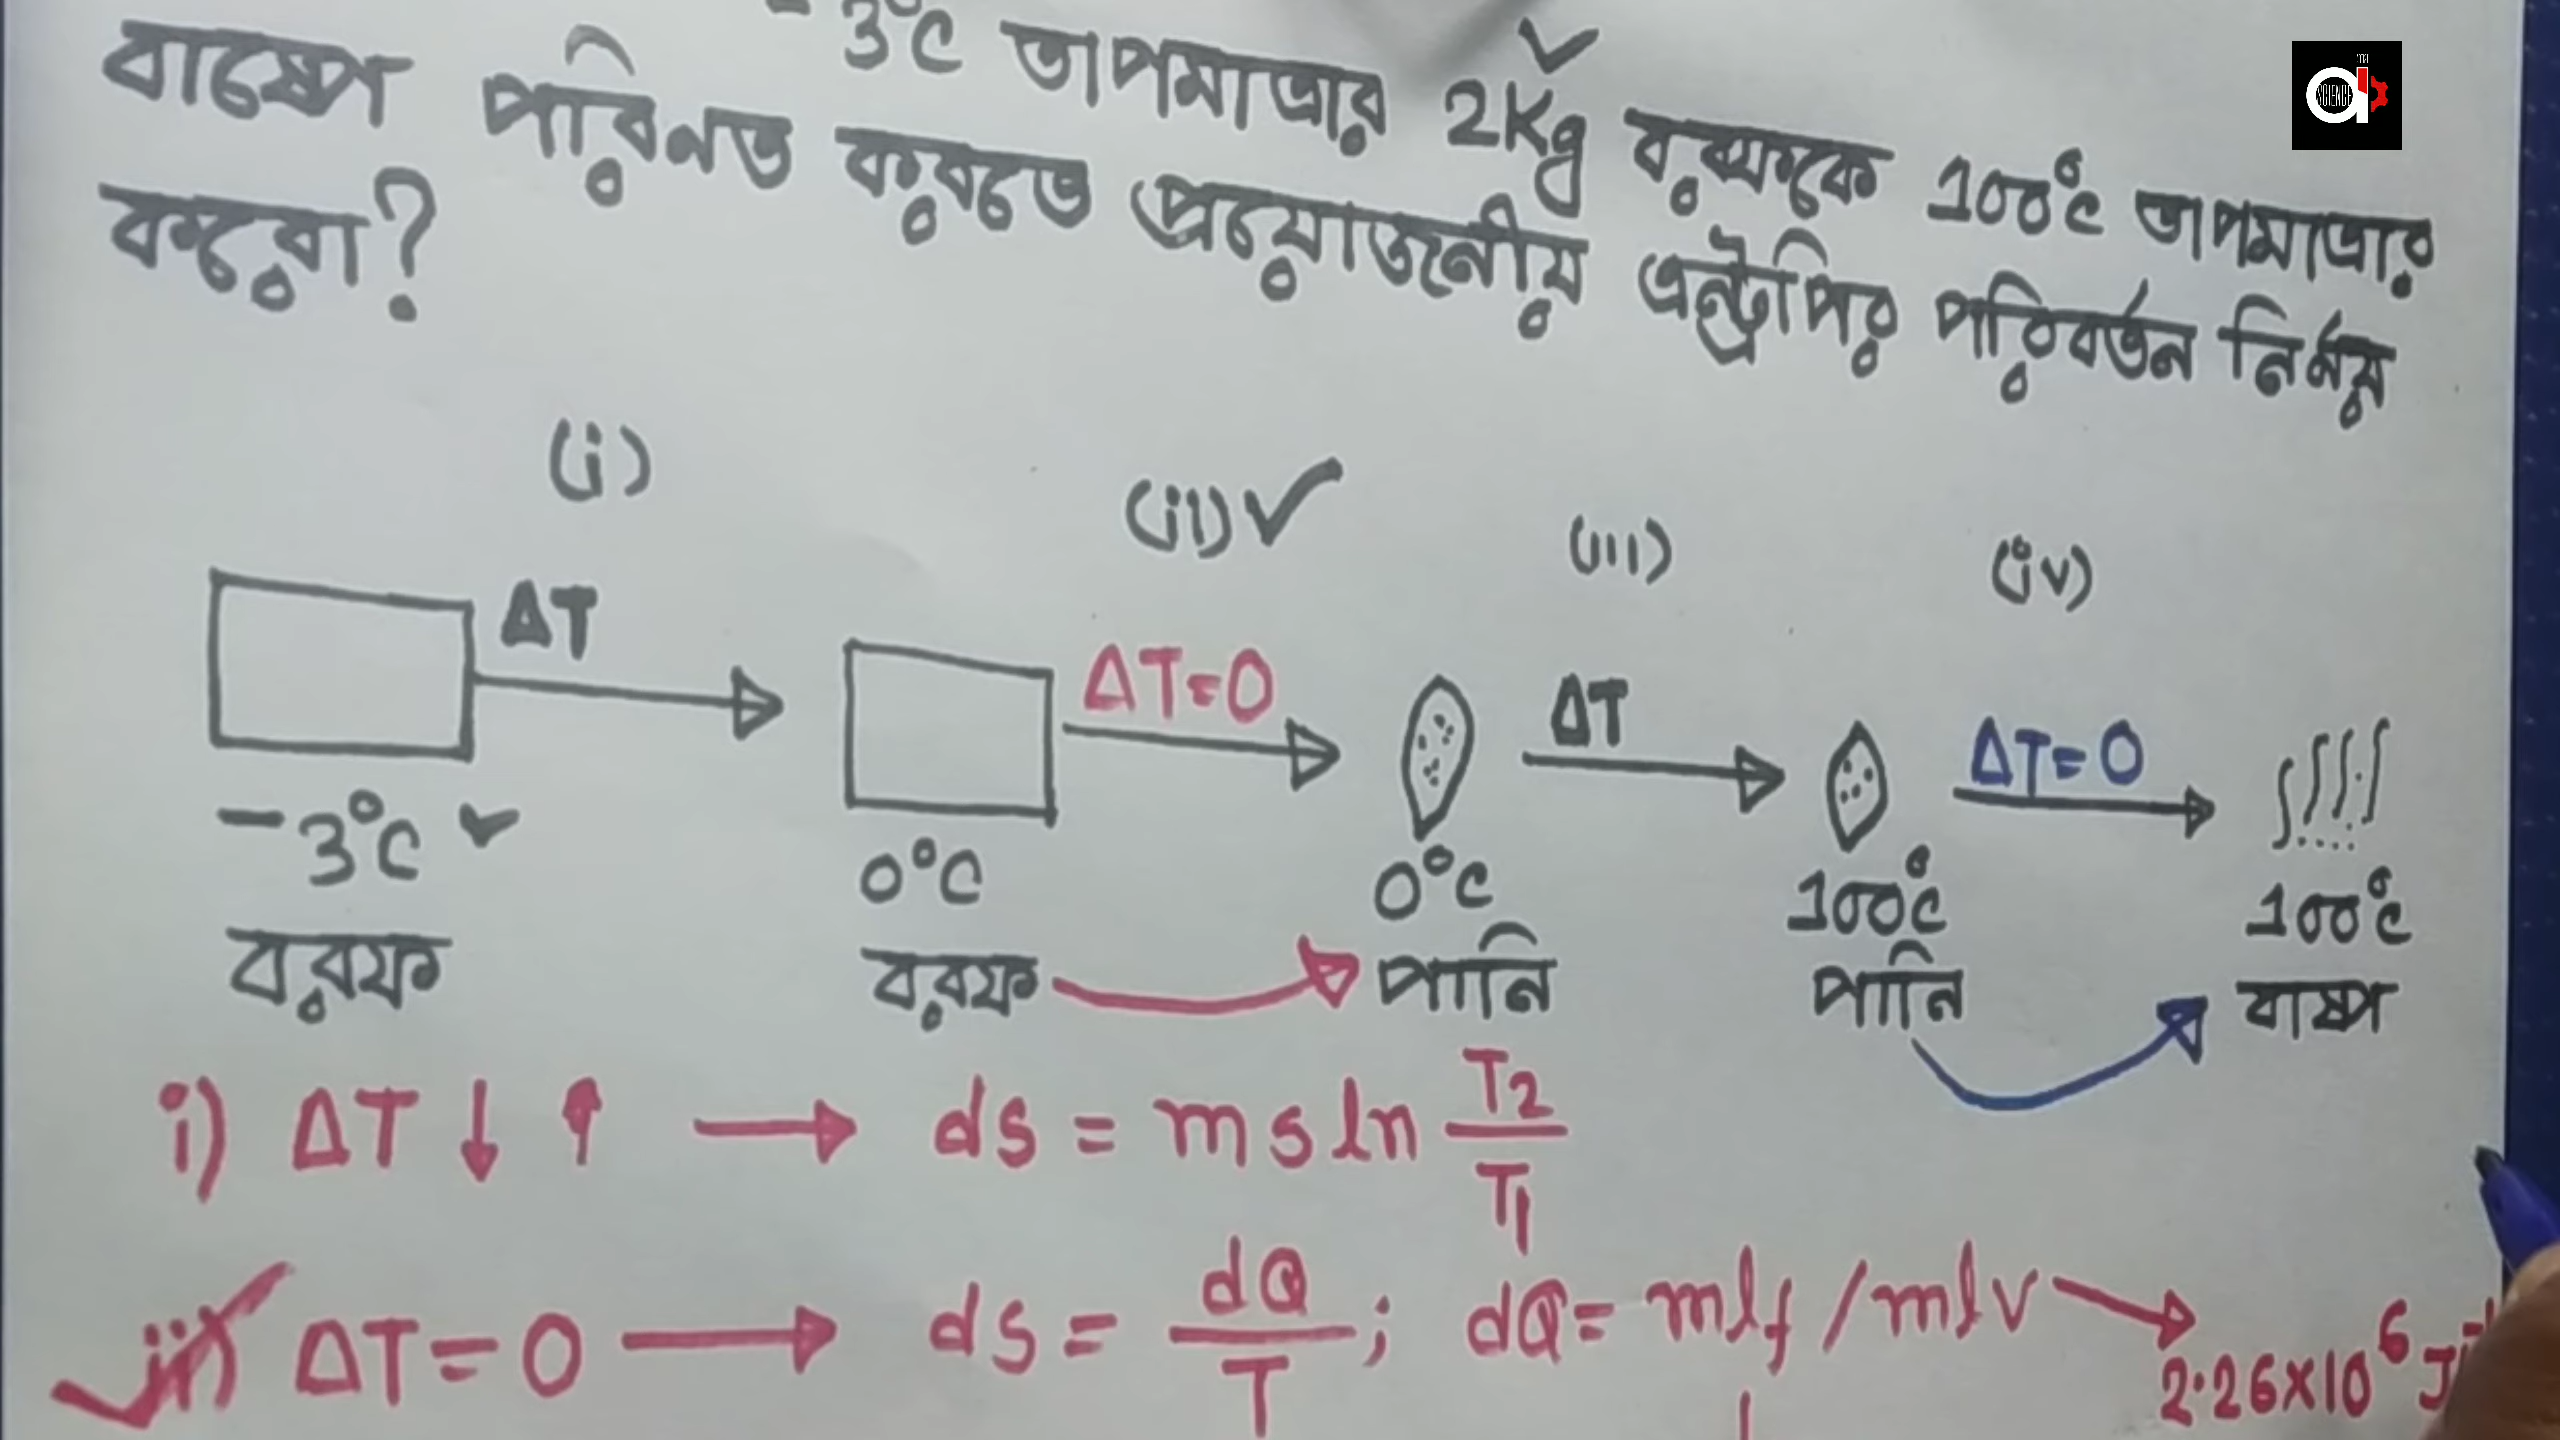 - 3°C তাপমাত্রার 2Kg বরফকে 100°C তাপমাত্রার
বাষ্পে পরিনত করতে প্রয়োজনীয় এন্ট্রপির পরিবর্তন নির্ণয়
করো?
(i) (ii) (iii) (iv)
ΔT ΔT=0 ΔT ΔT=0
-3°C 0°C 0°C 100°C 100°C
বরফ বরফ পানি পানি বাষ্প
i) ΔT ↓ ↑ → ds = ms ln T2/T1
ii) ΔT = 0 → ds = dQ/T ; dQ = mlf / mlv →
2.26×10⁶ J
SCIENCE